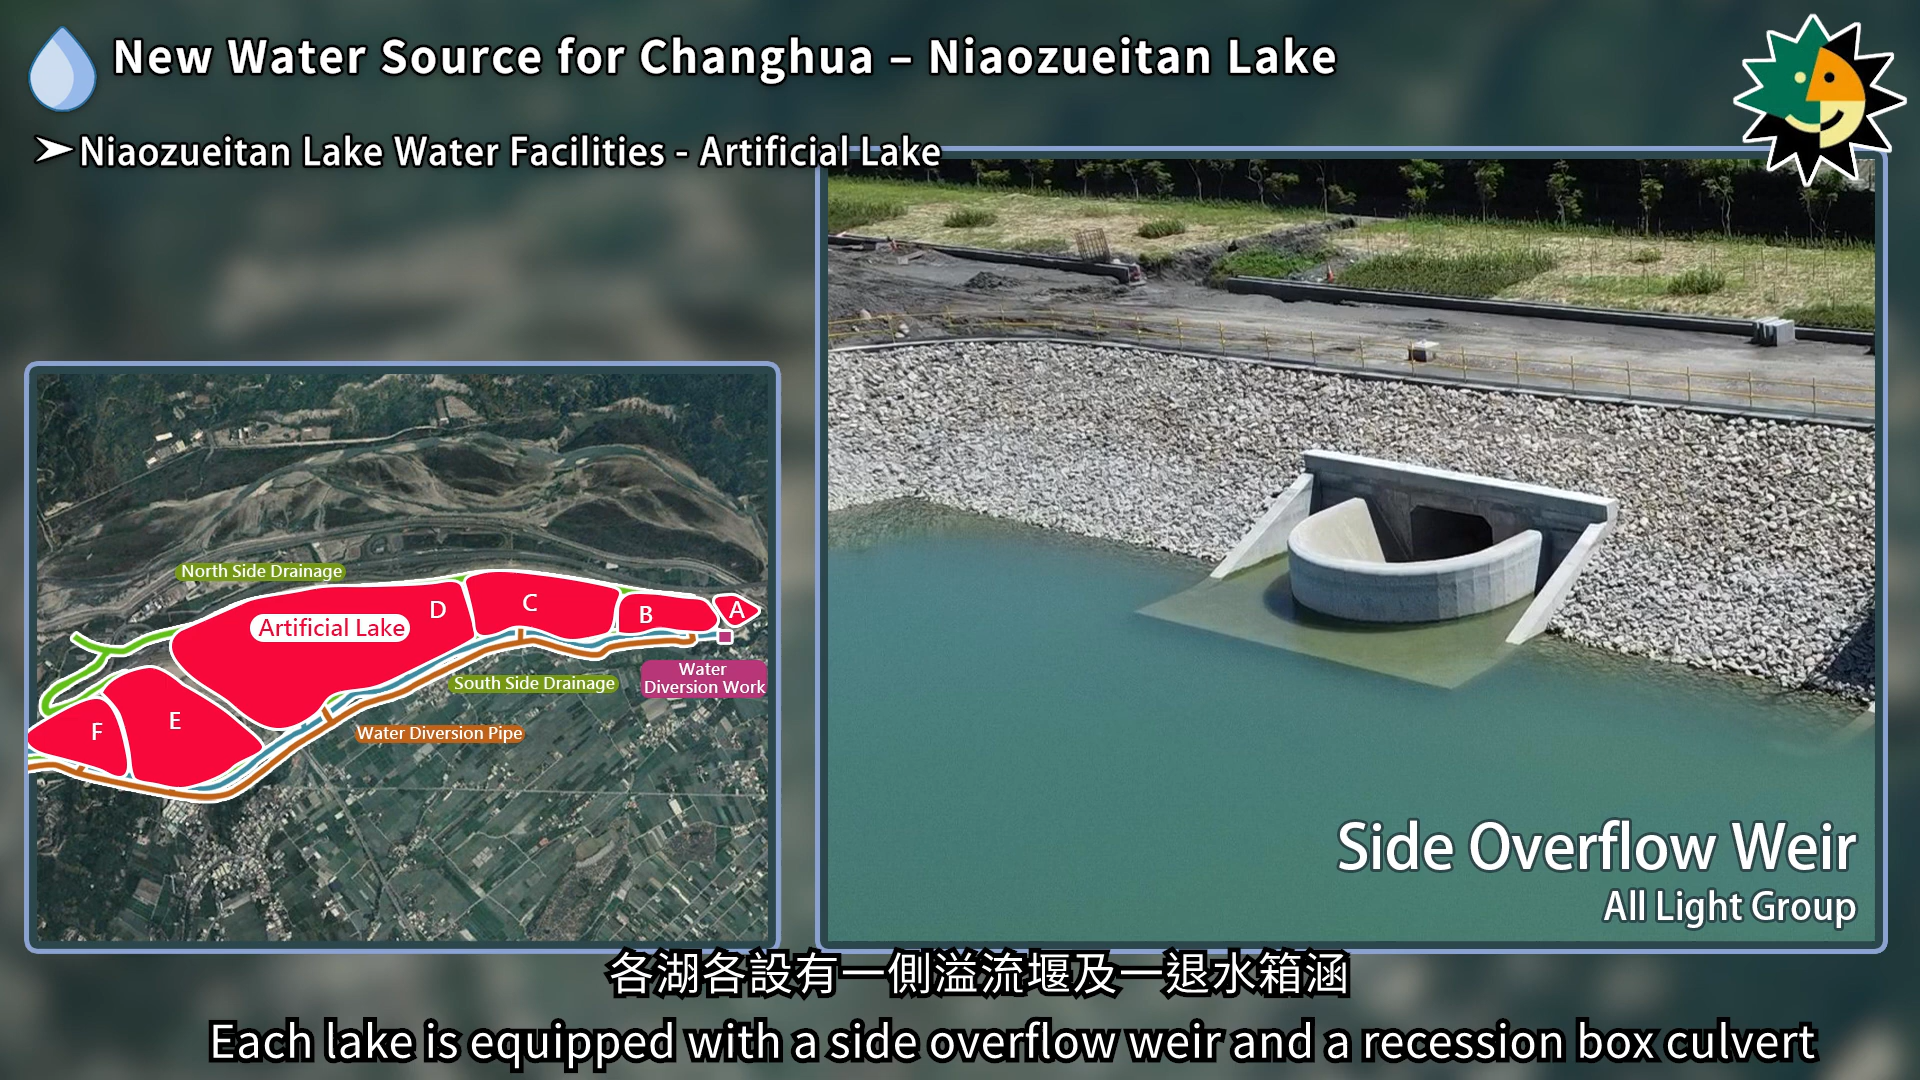 New Water Source for Changhua – Niaozueitan Lake
➤Niaozueitan Lake Water Facilities - Artificial Lake
North Side Drainage
Artificial Lake
D
C
B
A
Water
Diversion Work
South Side Drainage
Water Diversion Pipe
E
F
Side Overflow Weir
All Light Group
各湖各設有一側溢流堰及一退水箱涵
Each lake is equipped with a side overflow weir and a recession box culvert